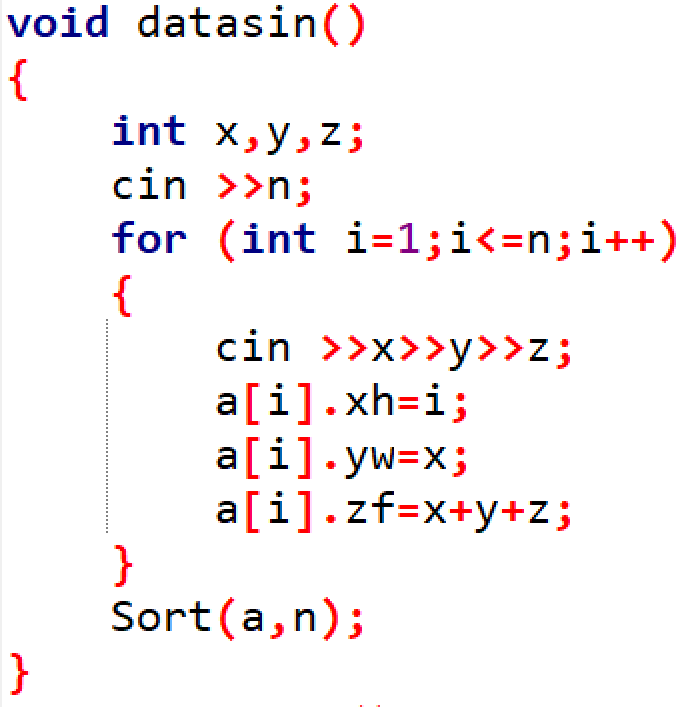 void datasin()
{
int x,y,z;
cin >>n;
for (int i=1;i<=n;i++)
{
cin >>x>>y>>z;
a[i].xh=i;
a[i].yw=x;
a[i].zf=x+y+z;
}
Sort(a,n);
}